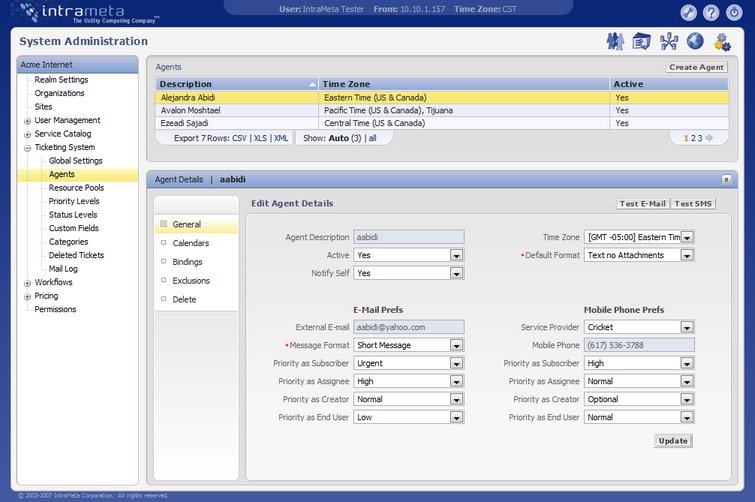 intrameta
The Utility Computing Company™
User: IntraMeta Tester From: 10.10.1.157 Time Zone: CST
System Administration
Acme Internet
Realm Settings
Organizations
Sites
User Management
Service Catalog
Ticketing System
Global Settings
Agents
Resource Pools
Priority Levels
Status Levels
Custom Fields
Categories
Deleted Tickets
Mail Log
Workflows
Pricing
Permissions
Agents
Create Agent
Description Time Zone Active
Alejandra Abidi Eastern Time (US & Canada) Yes
Avalon Moshtael Pacific Time (US & Canada), Tijuana Yes
Ezeadi Sajadi Central Time (US & Canada) Yes
Export 7 Rows: CSV | XLS | XML Show: Auto (3) | all 1 2 3
Agent Details | aabidi x
General
Calendars
Bindings
Exclusions
Delete
Edit Agent Details Test E-Mail Test SMS
Agent Description aabidi Time Zone [GMT -05:00] Eastern Tim
Active Yes *Default Format Text no Attachments
Notify Self Yes
E-Mail Prefs Mobile Phone Prefs
External E-mail aabidi@yahoo.com Service Provider Cricket
*Message Format Short Message Mobile Phone (617) 536-3788
Priority as Subscriber Urgent Priority as Subscriber High
Priority as Assignee High Priority as Assignee Normal
Priority as Creator Normal Priority as Creator Optional
Priority as End User Low Priority as End User Normal
Update
© 2003-2007 IntraMeta Corporation. All rights reserved.